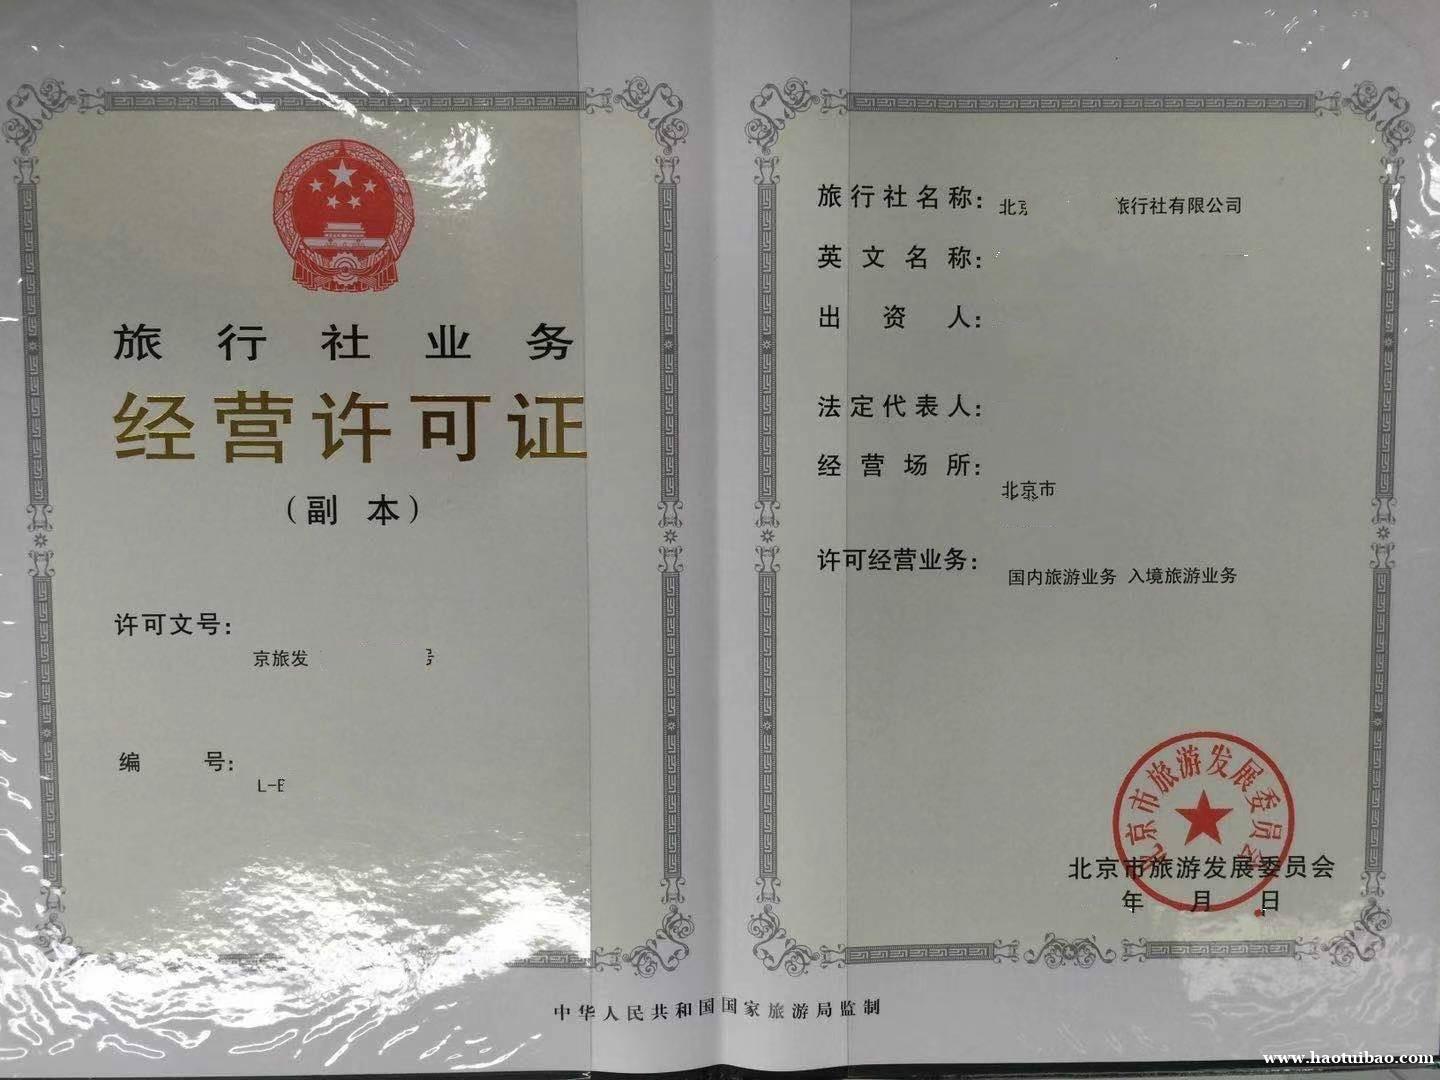 旅行社业务
经营许可证
（副 本）
许可文号：
京旅发 号
编 号：
L-B
旅行社名称：北京 旅行社有限公司
英文名称：
出资人：
法定代表人：
经营场所：
北京市
许可经营业务：国内旅游业务 入境旅游业务
北京市旅游发展委员会
北京市旅游发展委员会
年 月 日
中华人民共和国国家旅游局监制
www.haotuibao.com